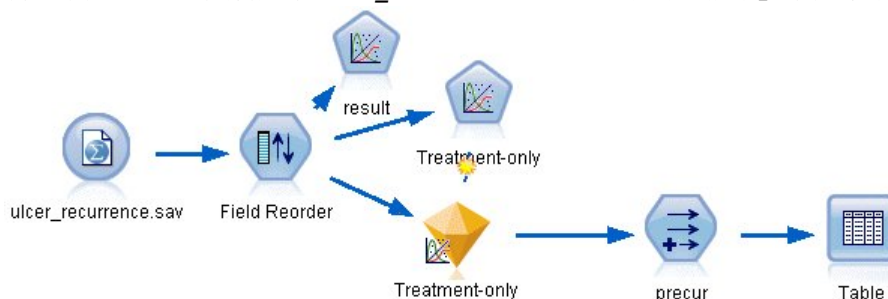 result
Treatment-only
ulcer_recurrence.sav
Field Reorder
Treatment-only
precur
Table